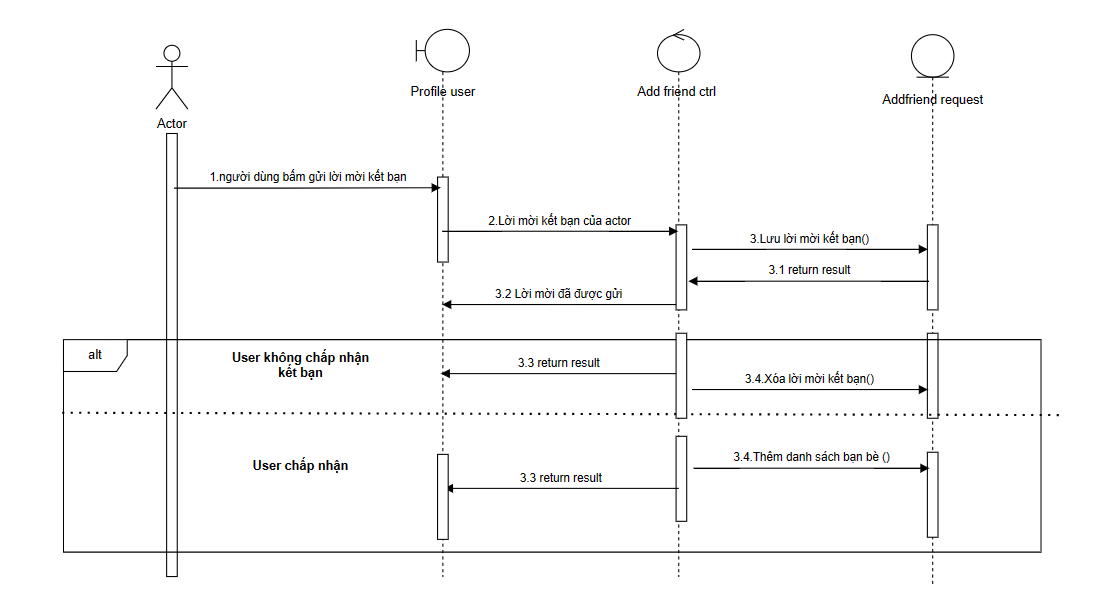 Actor
Profile user
Add friend ctrl
Addfriend request
1.người dùng bấm gửi lời mời kết bạn
2.Lời mời kết bạn của actor
3.Lưu lời mời kết bạn()
3.1 return result
3.2 Lời mời đã được gửi
alt
User không chấp nhận
kết bạn
3.3 return result
3.4.Xóa lời mời kết bạn()
User chấp nhận
3.4.Thêm danh sách bạn bè ()
3.3 return result